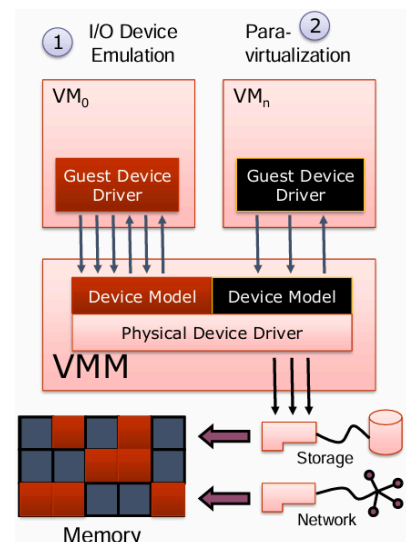 1
I/O Device
Emulation
Para-
virtualization
2
VM0
VMn
Guest Device
Driver
Guest Device
Driver
Device Model
Device Model
Physical Device Driver
VMM
Storage
Network
Memory